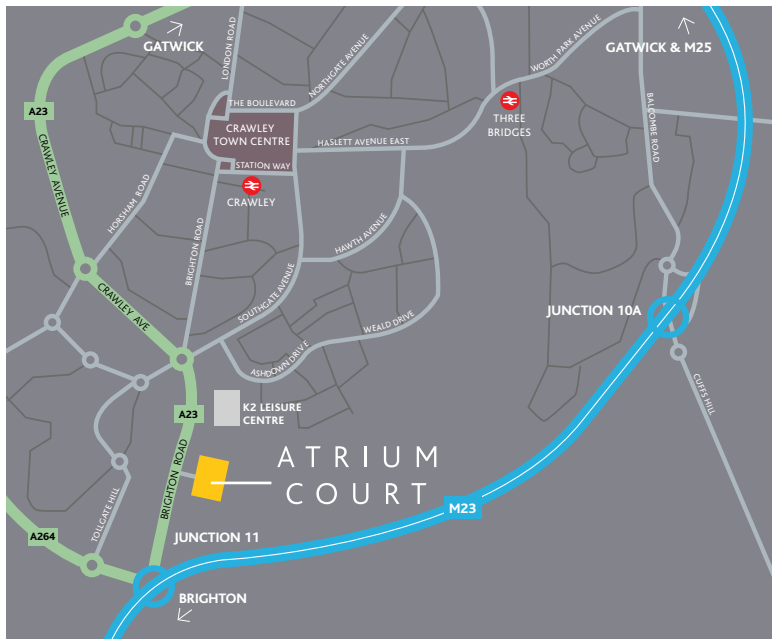 GATWICK
LONDON ROAD
NORTHGATE AVENUE
WORTH PARK AVENUE
GATWICK & M25
A23
THE BOULEVARD
CRAWLEY
TOWN CENTRE
THREE
BRIDGES
BALCOMBE ROAD
HASLETT AVENUE EAST
STATION WAY
CRAWLEY AVENUE
HORSHAM ROAD
CRAWLEY
BRIGHTON ROAD
HAWTH AVENUE
CRAWLEY AVE
SOUTHGATE AVENUE
WEALD DRIVE
JUNCTION 10A
ASHDOWN DRIVE
CUFFS HILL
A23
K2 LEISURE
CENTRE
ATRIUM
COURT
BRIGHTON ROAD
TOLLGATE HILL
M23
A264
JUNCTION 11
BRIGHTON